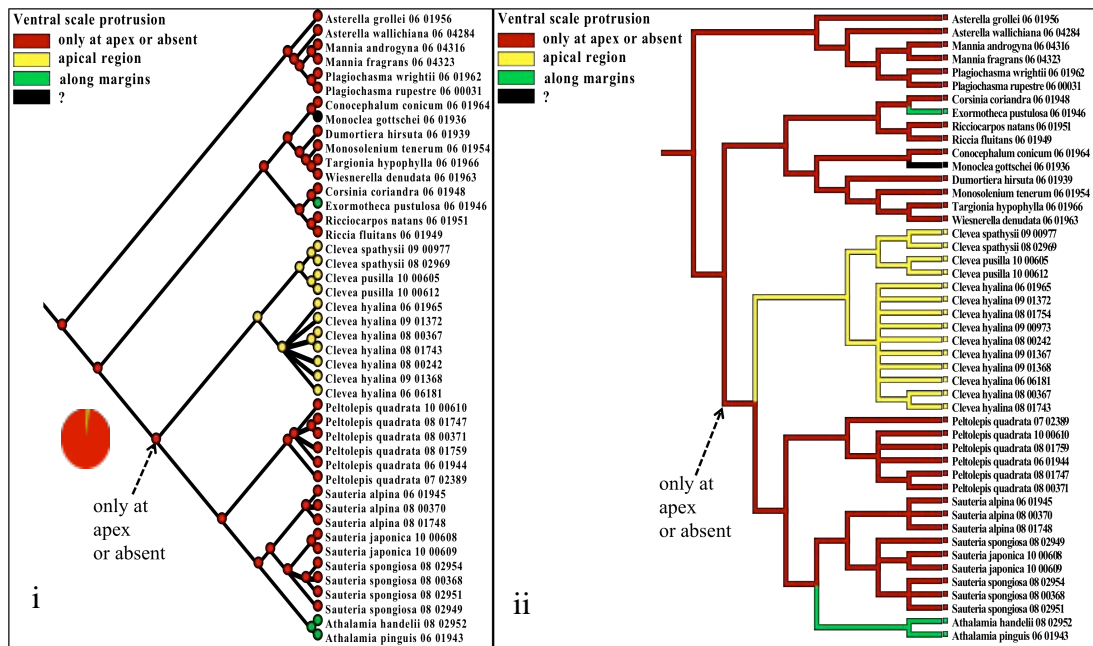 Ventral scale protrusion
only at apex or absent
apical region
along margins
?
Asterella grollei 06 01956
Asterella wallichiana 06 04284
Mannia androgyna 06 04316
Mannia fragrans 06 04323
Plagiochasma wrightii 06 01962
Plagiochasma rupestre 06 00031
Conocephalum conicum 06 01964
Monoclea gottschei 06 01936
Dumortiera hirsuta 06 01939
Monosolenium tenerum 06 01954
Targionia hypophylla 06 01966
Wiesnerella denudata 06 01963
Corsinia coriandra 06 01948
Exormotheca pustulosa 06 01946
Ricciocarpos natans 06 01951
Riccia fluitans 06 01949
Clevea spathysii 09 00977
Clevea spathysii 08 02969
Clevea pusilla 10 00605
Clevea pusilla 10 00612
Clevea hyalina 06 01965
Clevea hyalina 09 01372
Clevea hyalina 08 00367
Clevea hyalina 08 01743
Clevea hyalina 08 00242
Clevea hyalina 09 01368
Clevea hyalina 06 06181
Peltolepis quadrata 10 00610
Peltolepis quadrata 08 01747
Peltolepis quadrata 08 00371
Peltolepis quadrata 08 01759
Peltolepis quadrata 06 01944
Peltolepis quadrata 07 02389
Sauteria alpina 06 01945
Sauteria alpina 08 00370
Sauteria alpina 08 01748
Sauteria japonica 10 00608
Sauteria japonica 10 00609
Sauteria spongiosa 08 02954
Sauteria spongiosa 08 00368
Sauteria spongiosa 08 02951
Sauteria spongiosa 08 02949
Athalamia handelii 08 02952
Athalamia pinguis 06 01943
only at
apex
or absent
i
Ventral scale protrusion
only at apex or absent
apical region
along margins
?
Asterella grollei 06 01956
Asterella wallichiana 06 04284
Mannia androgyna 06 04316
Mannia fragrans 06 04323
Plagiochasma wrightii 06 01962
Plagiochasma rupestre 06 00031
Corsinia coriandra 06 01948
Exormotheca pustulosa 06 01946
Ricciocarpos natans 06 01951
Riccia fluitans 06 01949
Conocephalum conicum 06 01964
Monoclea gottschei 06 01936
Dumortiera hirsuta 06 01939
Monosolenium tenerum 06 01954
Targionia hypophylla 06 01966
Wiesnerella denudata 06 01963
Clevea spathysii 09 00977
Clevea spathysii 08 02969
Clevea pusilla 10 00605
Clevea pusilla 10 00612
Clevea hyalina 06 01965
Clevea hyalina 09 01372
Clevea hyalina 08 01754
Clevea hyalina 09 00973
Clevea hyalina 08 00242
Clevea hyalina 09 01367
Clevea hyalina 09 01368
Clevea hyalina 06 06181
Clevea hyalina 08 00367
Clevea hyalina 08 01743
Peltolepis quadrata 07 02389
Peltolepis quadrata 10 00610
Peltolepis quadrata 08 01759
Peltolepis quadrata 06 01944
Peltolepis quadrata 08 01747
Peltolepis quadrata 08 00371
Sauteria alpina 06 01945
Sauteria alpina 08 00370
Sauteria alpina 08 01748
Sauteria spongiosa 08 02949
Sauteria japonica 10 00608
Sauteria japonica 10 00609
Sauteria spongiosa 08 02954
Sauteria spongiosa 08 00368
Sauteria spongiosa 08 02951
Athalamia handelii 08 02952
Athalamia pinguis 06 01943
only at
apex
or absent
ii